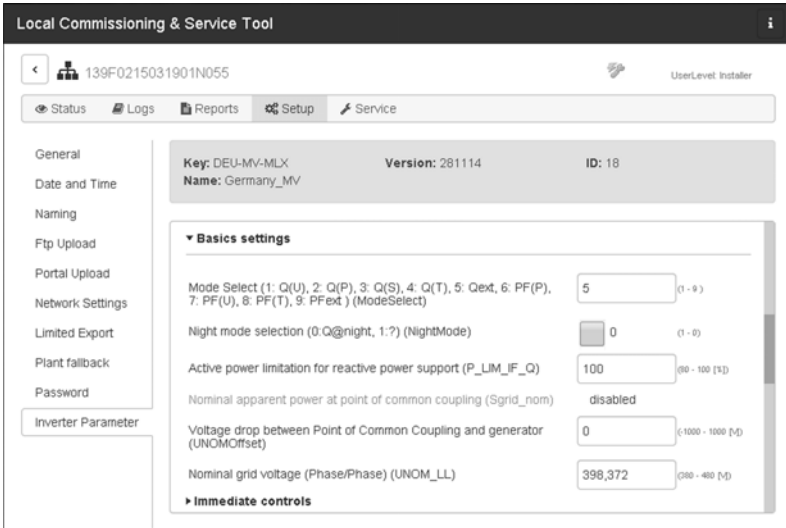 Local Commissioning & Service Tool
i
139F0215031901N055
UserLevel: Installer
Status
Logs
Reports
Setup
Service
General
Date and Time
Naming
Ftp Upload
Portal Upload
Network Settings
Limited Export
Plant fallback
Password
Inverter Parameter
Key: DEU-MV-MLX
Version: 281114
ID: 18
Name: Germany_MV
Basics settings
Mode Select (1: Q(U), 2: Q(P), 3: Q(S), 4: Q(T), 5: Qext, 6: PF(P),
7: PF(U), 8: PF(T), 9: PFext ) (ModeSelect)
5
(1 - 9 )
Night mode selection (0:Q@night, 1:?) (NightMode)
0
(1 - 0)
Active power limitation for reactive power support (P_LIM_IF_Q)
100
(80 - 100 [%])
Nominal apparent power at point of common coupling (Sgrid_nom)
disabled
Voltage drop between Point of Common Coupling and generator
(UNOMOffset)
0
(-1000 - 1000 [V])
Nominal grid voltage (Phase/Phase) (UNOM_LL)
398,372
(380 - 480 [V])
Immediate controls